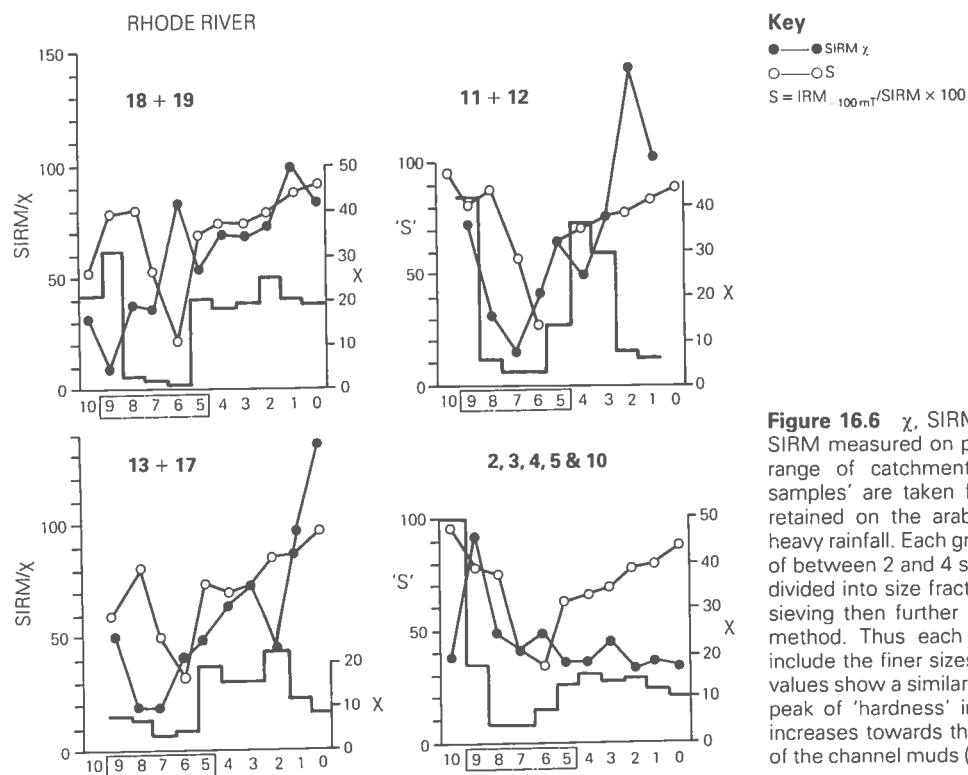 RHODE RIVER
Key
SIRM χ
S
S = IRM₋₁₀₀ mT/SIRM × 100
18 + 19
150
100
50
0
SIRM/χ
50
40
30
20
10
0
χ
10 9 8 7 6 5 4 3 2 1 0
11 + 12
100
'S'
50
0
40
30
20
10
0
χ
10 9 8 7 6 5 4 3 2 1 0
13 + 17
100
50
0
SIRM/χ
20
10
0
χ
10 9 8 7 6 5 4 3 2 1 0
2, 3, 4, 5 & 10
100
'S'
50
0
50
40
30
20
10
0
χ
10 9 8 7 6 5 4 3 2 1 0
Figure 16.6 χ, SIRM
SIRM measured on p
range of catchment
samples' are taken f
retained on the arab
heavy rainfall. Each gr
of between 2 and 4 s
divided into size fract
sieving then further
method. Thus each
include the finer sizes
values show a similar
peak of 'hardness' in
increases towards th
of the channel muds (